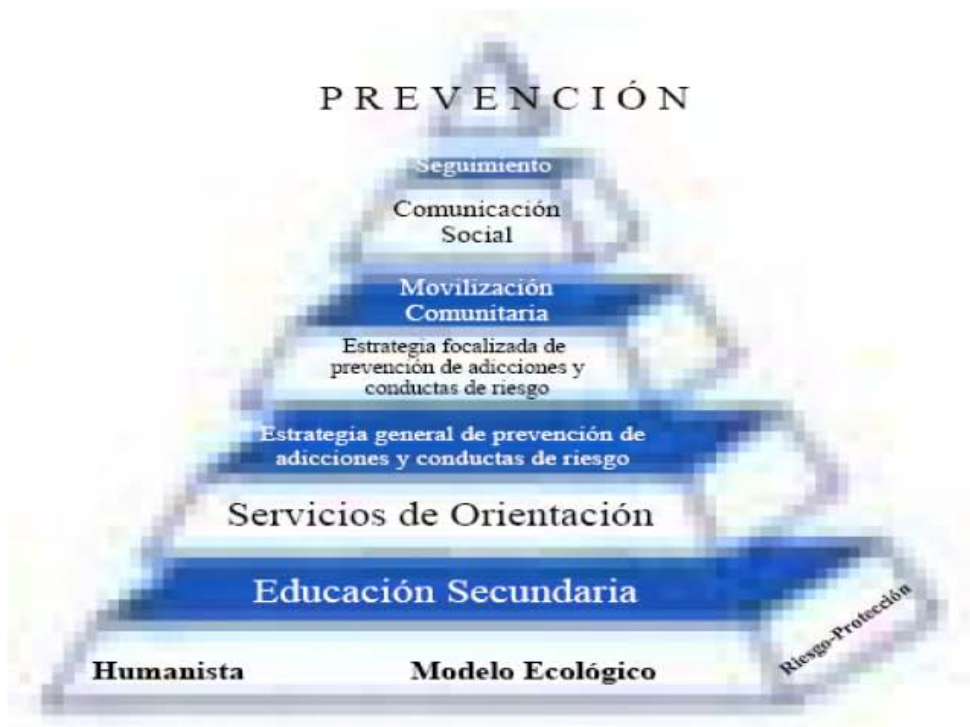 PREVENCIÓN
Seguimiento
Comunicación
Social
Movilización
Comunitaria
Estrategia focalizada de
prevención de adicciones y
conductas de riesgo
Estrategia general de prevención de
adicciones y conductas de riesgo
Servicios de Orientación
Educación Secundaria
Riesgo-Protección
Humanista Modelo Ecológico